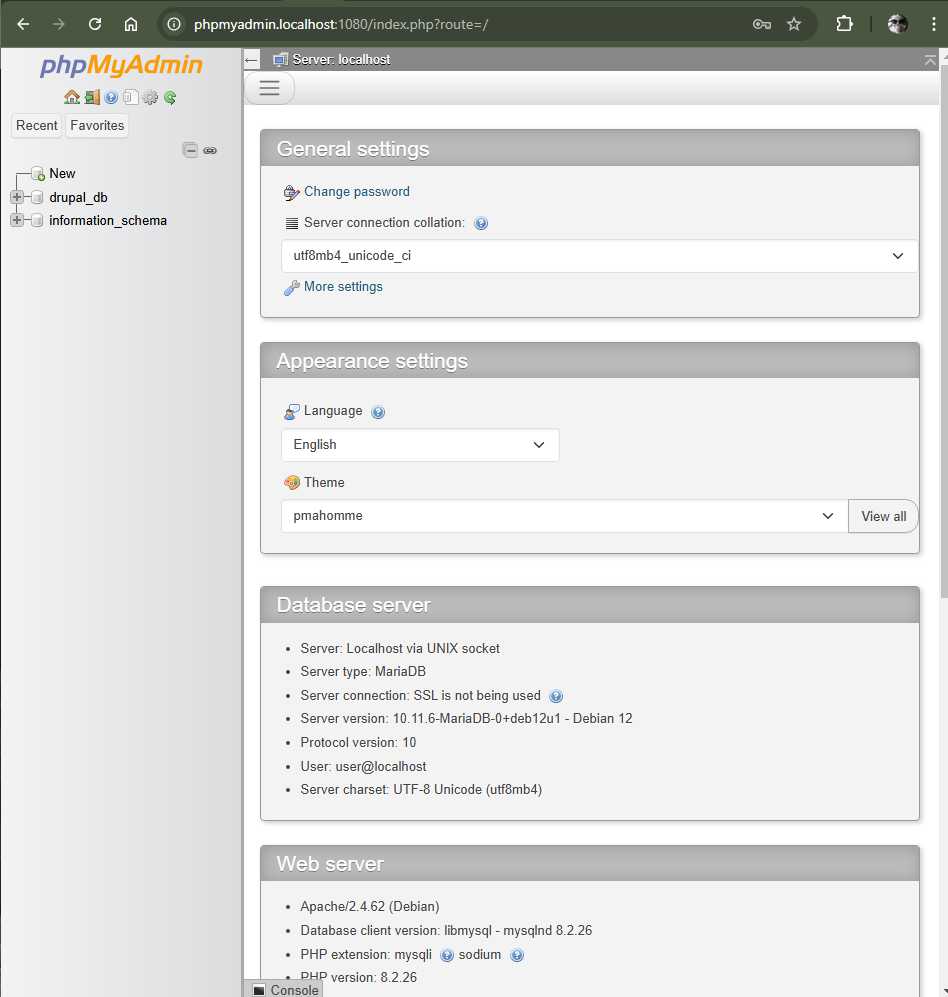 phpmyadmin.localhost:1080/index.php?route=/
phpMyAdmin
Recent
Favorites
New
drupal_db
information_schema
Server: localhost
General settings
Change password
Server connection collation:
utf8mb4_unicode_ci
More settings
Appearance settings
Language
English
Theme
pmahomme
View all
Database server
Server: Localhost via UNIX socket
Server type: MariaDB
Server connection: SSL is not being used
Server version: 10.11.6-MariaDB-0+deb12u1 - Debian 12
Protocol version: 10
User: user@localhost
Server charset: UTF-8 Unicode (utf8mb4)
Web server
Apache/2.4.62 (Debian)
Database client version: libmysql - mysqlnd 8.2.26
PHP extension: mysqli sodium
PHP version: 8.2.26
Console